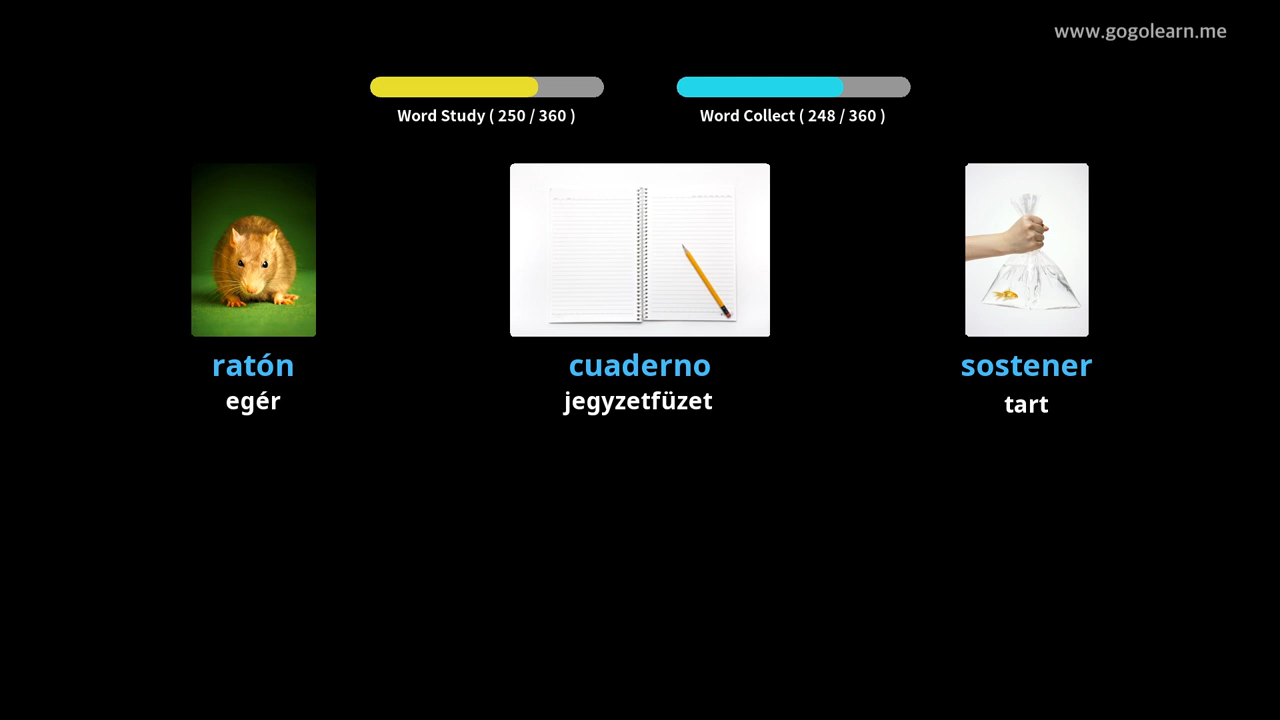 www.gogolearn.me
Word Study ( 250 / 360 )
Word Collect ( 248 / 360 )
ratón
egér
cuaderno
jegyzetfüzet
sostener
tart